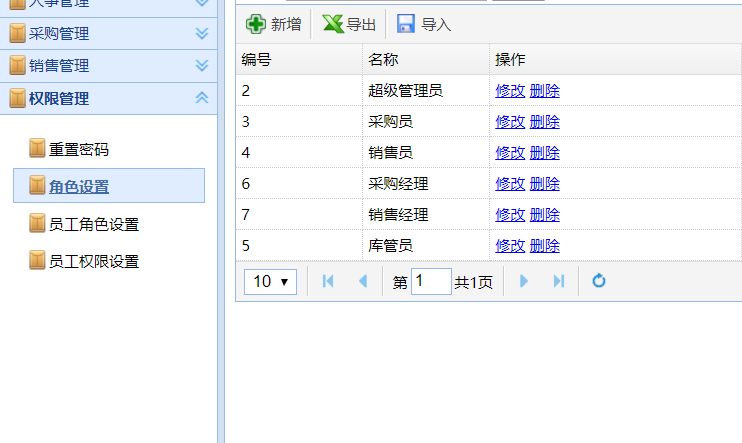 人事管理
采购管理
销售管理
权限管理
重置密码
角色设置
员工角色设置
员工权限设置
新增 导出 导入
编号 名称 操作
2 超级管理员 修改 删除
3 采购员 修改 删除
4 销售员 修改 删除
6 采购经理 修改 删除
7 销售经理 修改 删除
5 库管员 修改 删除
10 第 1 共1页